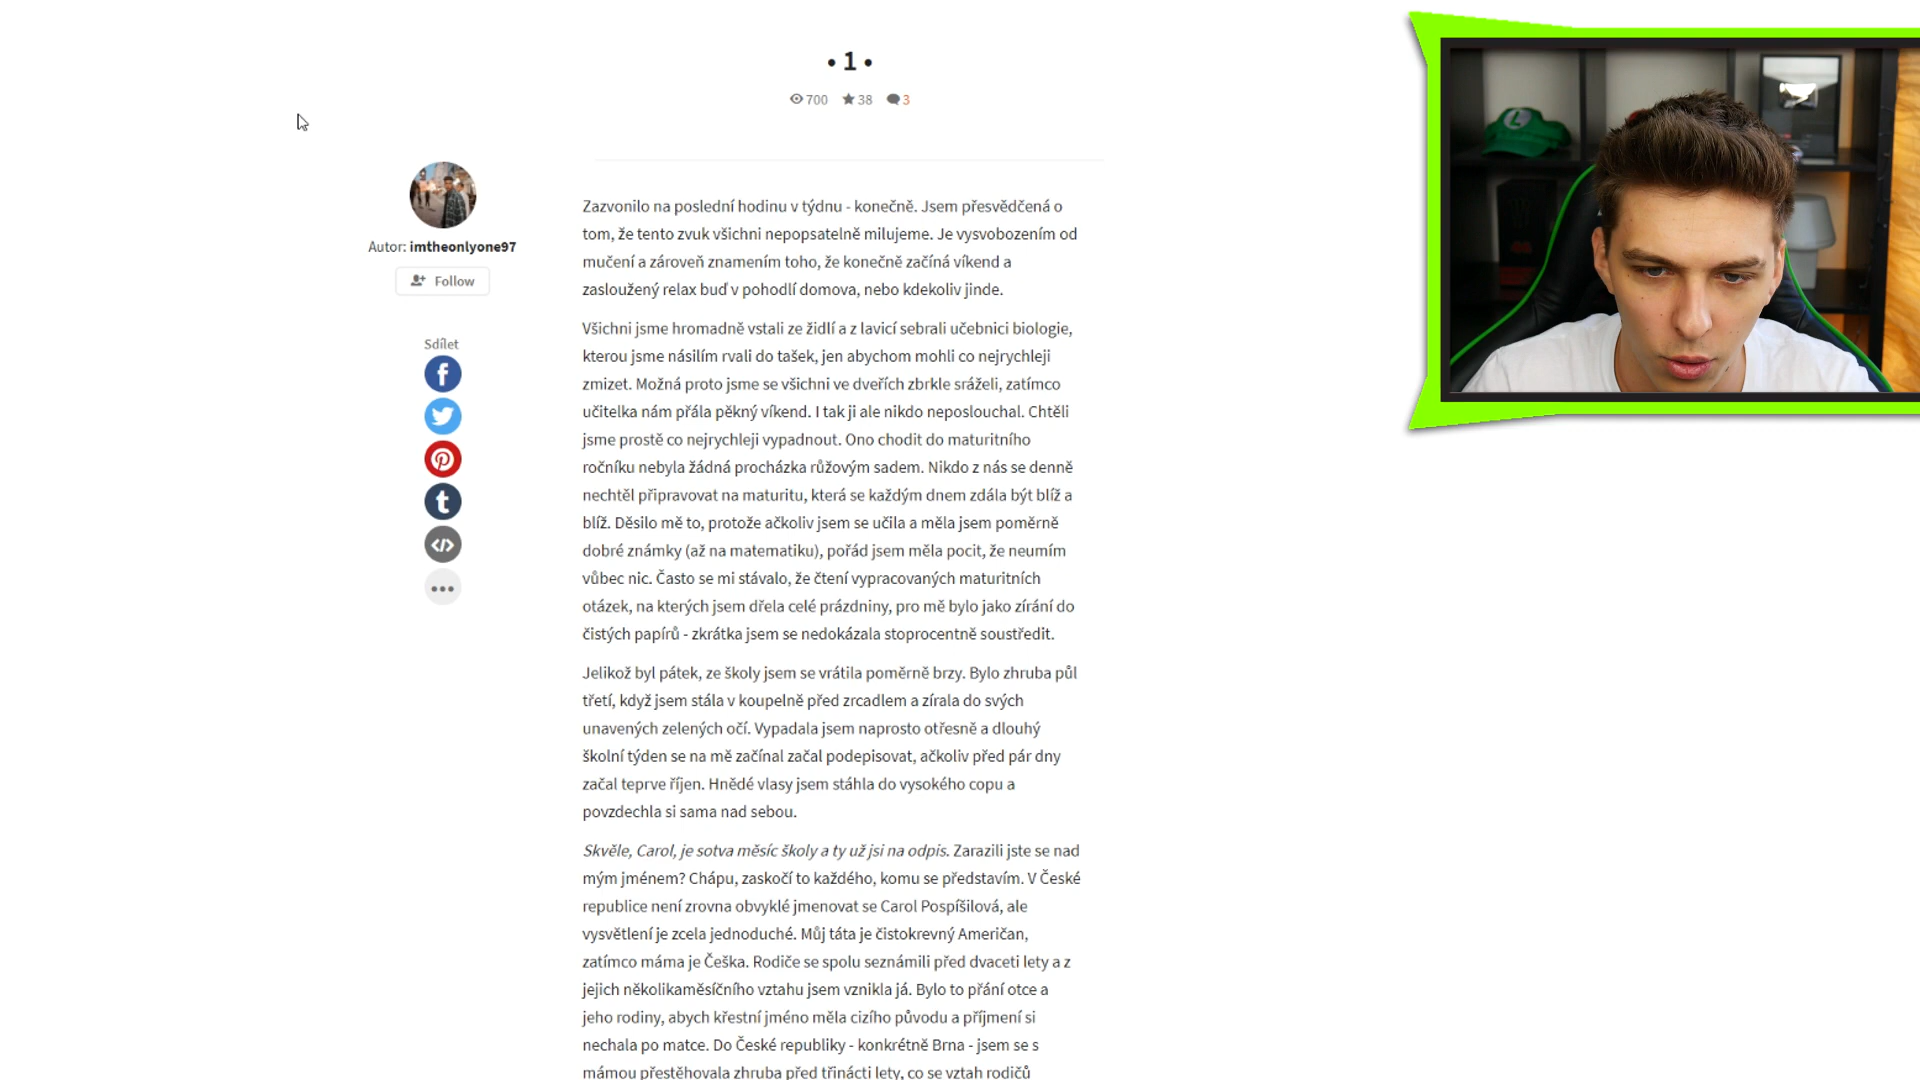 • 1 •
700 38 3
Autor: imtheonlyone97
Follow
Sdílet
Zazvonilo na poslední hodinu v týdnu - konečně. Jsem přesvědčená o
tom, že tento zvuk všichni nepopsatelně milujeme. Je vysvobozením od
mučení a zároveň znamením toho, že konečně začíná víkend a
zasloužený relax buď v pohodlí domova, nebo kdekoliv jinde.
Všichni jsme hromadně vstali ze židlí a z lavicí sebrali učebnici biologie,
kterou jsme násilím rvali do tašek, jen abychom mohli co nejrychleji
zmizet. Možná proto jsme se všichni ve dveřích zbrkle sráželi, zatímco
učitelka nám přála pěkný víkend. I tak ji ale nikdo neposlouchal. Chtěli
jsme prostě co nejrychleji vypadnout. Ono chodit do maturitního
ročníku nebyla žádná procházka růžovým sadem. Nikdo z nás se denně
nechtěl připravovat na maturitu, která se každým dnem zdála být blíž a
blíž. Děsilo mě to, protože ačkoliv jsem se učila a měla jsem poměrně
dobré známky (až na matematiku), pořád jsem měla pocit, že neumím
vůbec nic. Často se mi stávalo, že čtení vypracovaných maturitních
otázek, na kterých jsem dřela celé prázdniny, pro mě bylo jako zírání do
čistých papírů - zkrátka jsem se nedokázala stoprocentně soustředit.
Jelikož byl pátek, ze školy jsem se vrátila poměrně brzy. Bylo zhruba půl
třetí, když jsem stála v koupelně před zrcadlem a zírala do svých
unavených zelených očí. Vypadala jsem naprosto otřesně a dlouhý
školní týden se na mě začínal začal podepisovat, ačkoliv před pár dny
začal teprve říjen. Hnědé vlasy jsem stáhla do vysokého copu a
povzdechla si sama nad sebou.
Skvěle, Carol, je sotva měsíc školy a ty už jsi na odpis. Zarazili jste se nad
mým jménem? Chápu, zaskočí to každého, komu se představím. V České
republice není zrovna obvyklé jmenovat se Carol Pospíšilová, ale
vysvětlení je zcela jednoduché. Můj táta je čistokrevný Američan,
zatímco máma je Češka. Rodiče se spolu seznámili před dvaceti lety a z
jejich několikaměsíčního vztahu jsem vznikla já. Bylo to přání otce a
jeho rodiny, abych křestní jméno měla cizího původu a příjmení si
nechala po matce. Do České republiky - konkrétně Brna - jsem se s
mámou přestěhovala zhruba před třinácti lety, co se vztah rodičů